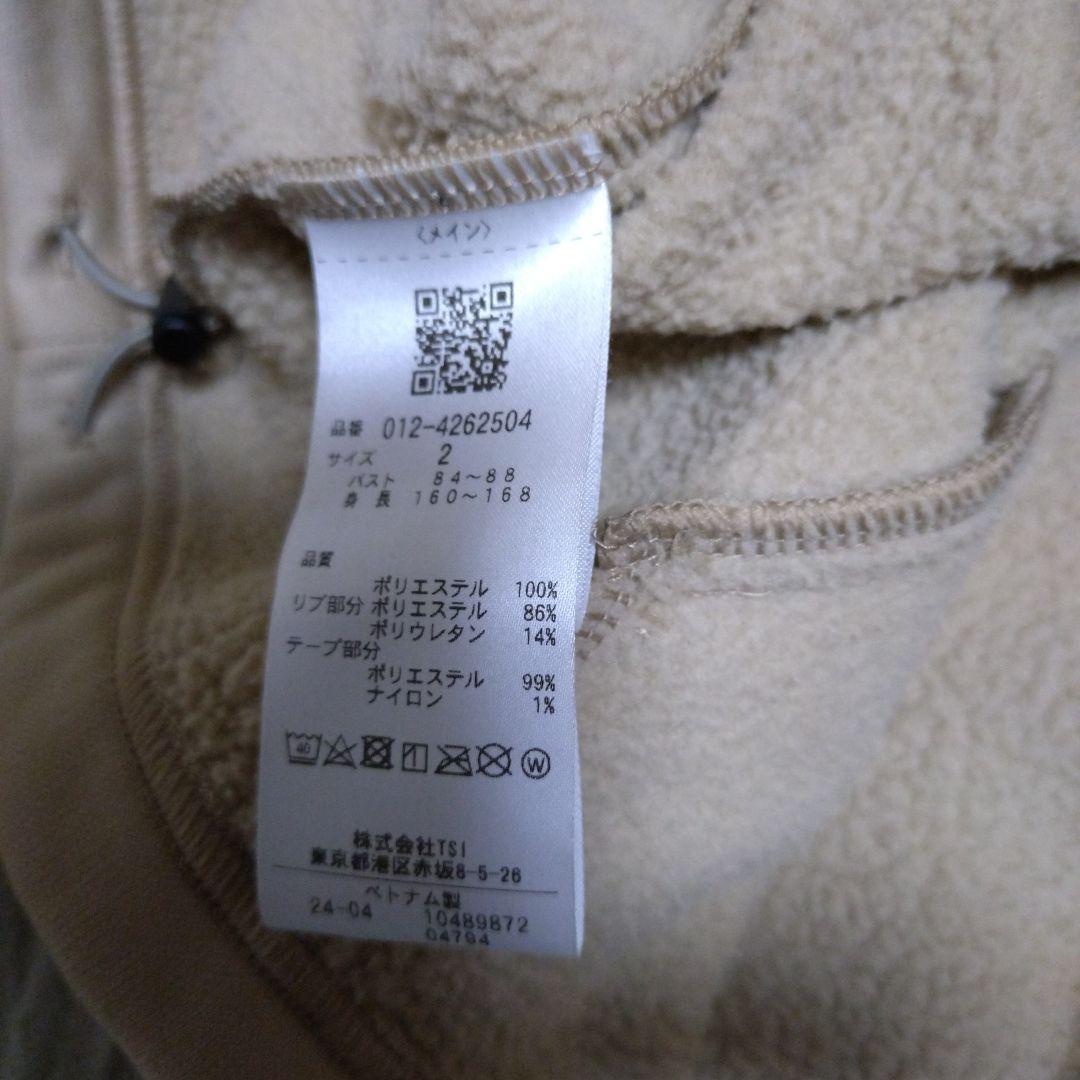 〈メイン〉
品番 012-4262504
サイズ 2
バスト 84～88
身長 160～168
品質
ポリエステル 100%
リブ部分 ポリエステル 86%
ポリウレタン 14%
テープ部分
ポリエステル 99%
ナイロン 1%
40
W
株式会社TSI
東京都港区赤坂8-5-26
ベトナム製
24-04 10489872
04794